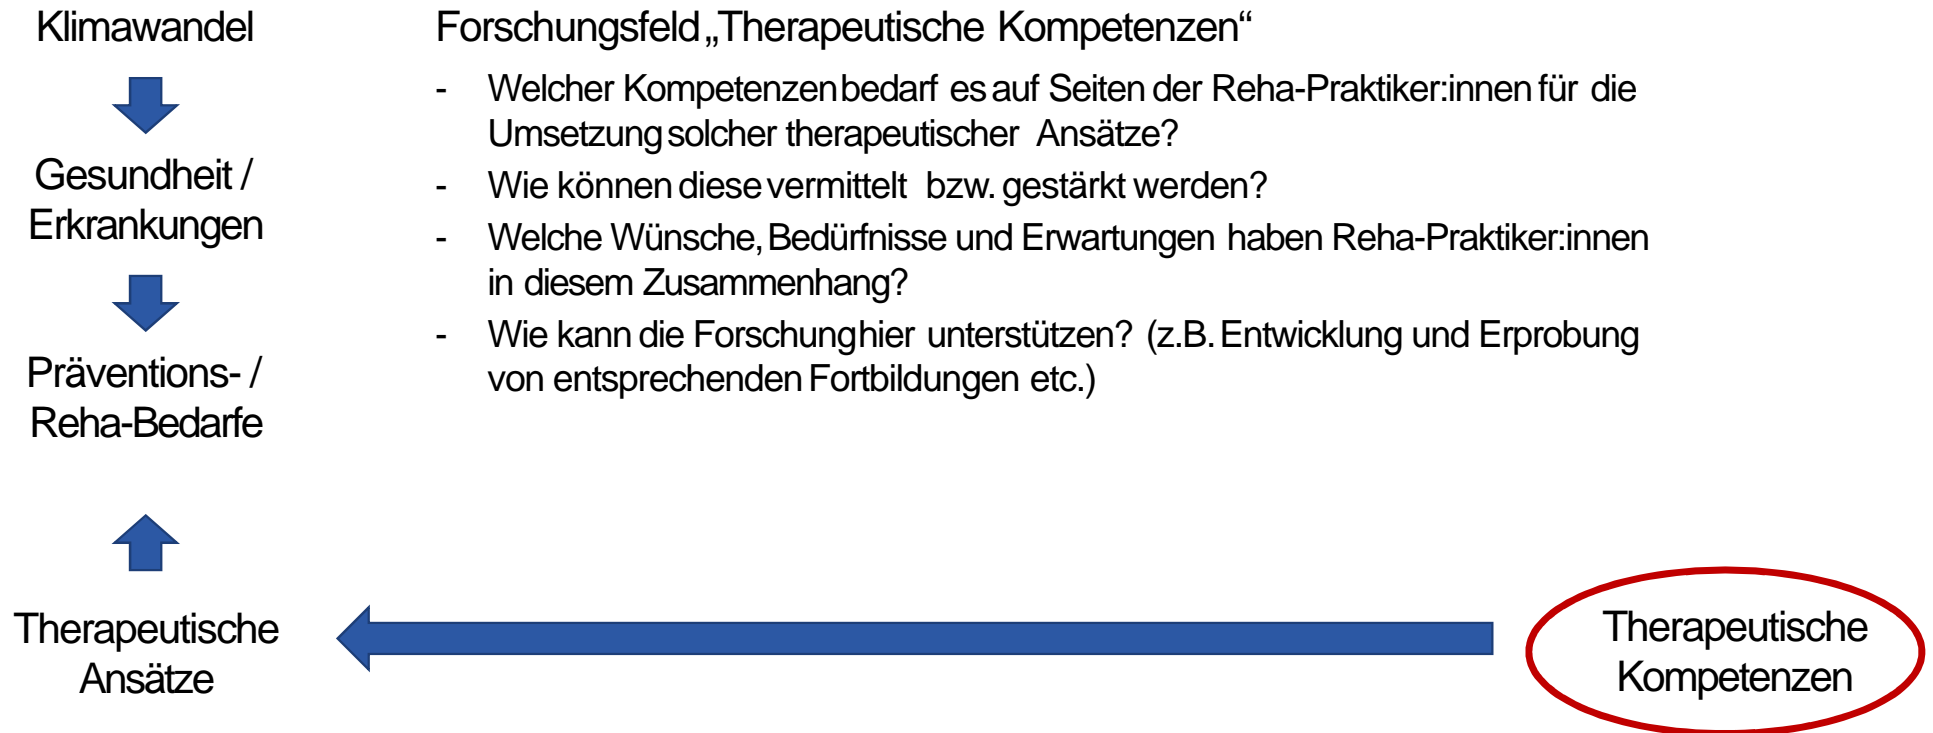 Klimawandel
Gesundheit /
Erkrankungen
Präventions- /
Reha-Bedarfe
Therapeutische
Ansätze
Forschungsfeld „Therapeutische Kompetenzen“
- Welcher Kompetenzen bedarf es auf Seiten der Reha-Praktiker:innen für die
Umsetzung solcher therapeutischer Ansätze?
- Wie können diese vermittelt bzw. gestärkt werden?
- Welche Wünsche, Bedürfnisse und Erwartungen haben Reha-Praktiker:innen
in diesem Zusammenhang?
- Wie kann die Forschung hier unterstützen? (z.B. Entwicklung und Erprobung
von entsprechenden Fortbildungen etc.)
Therapeutische
Kompetenzen